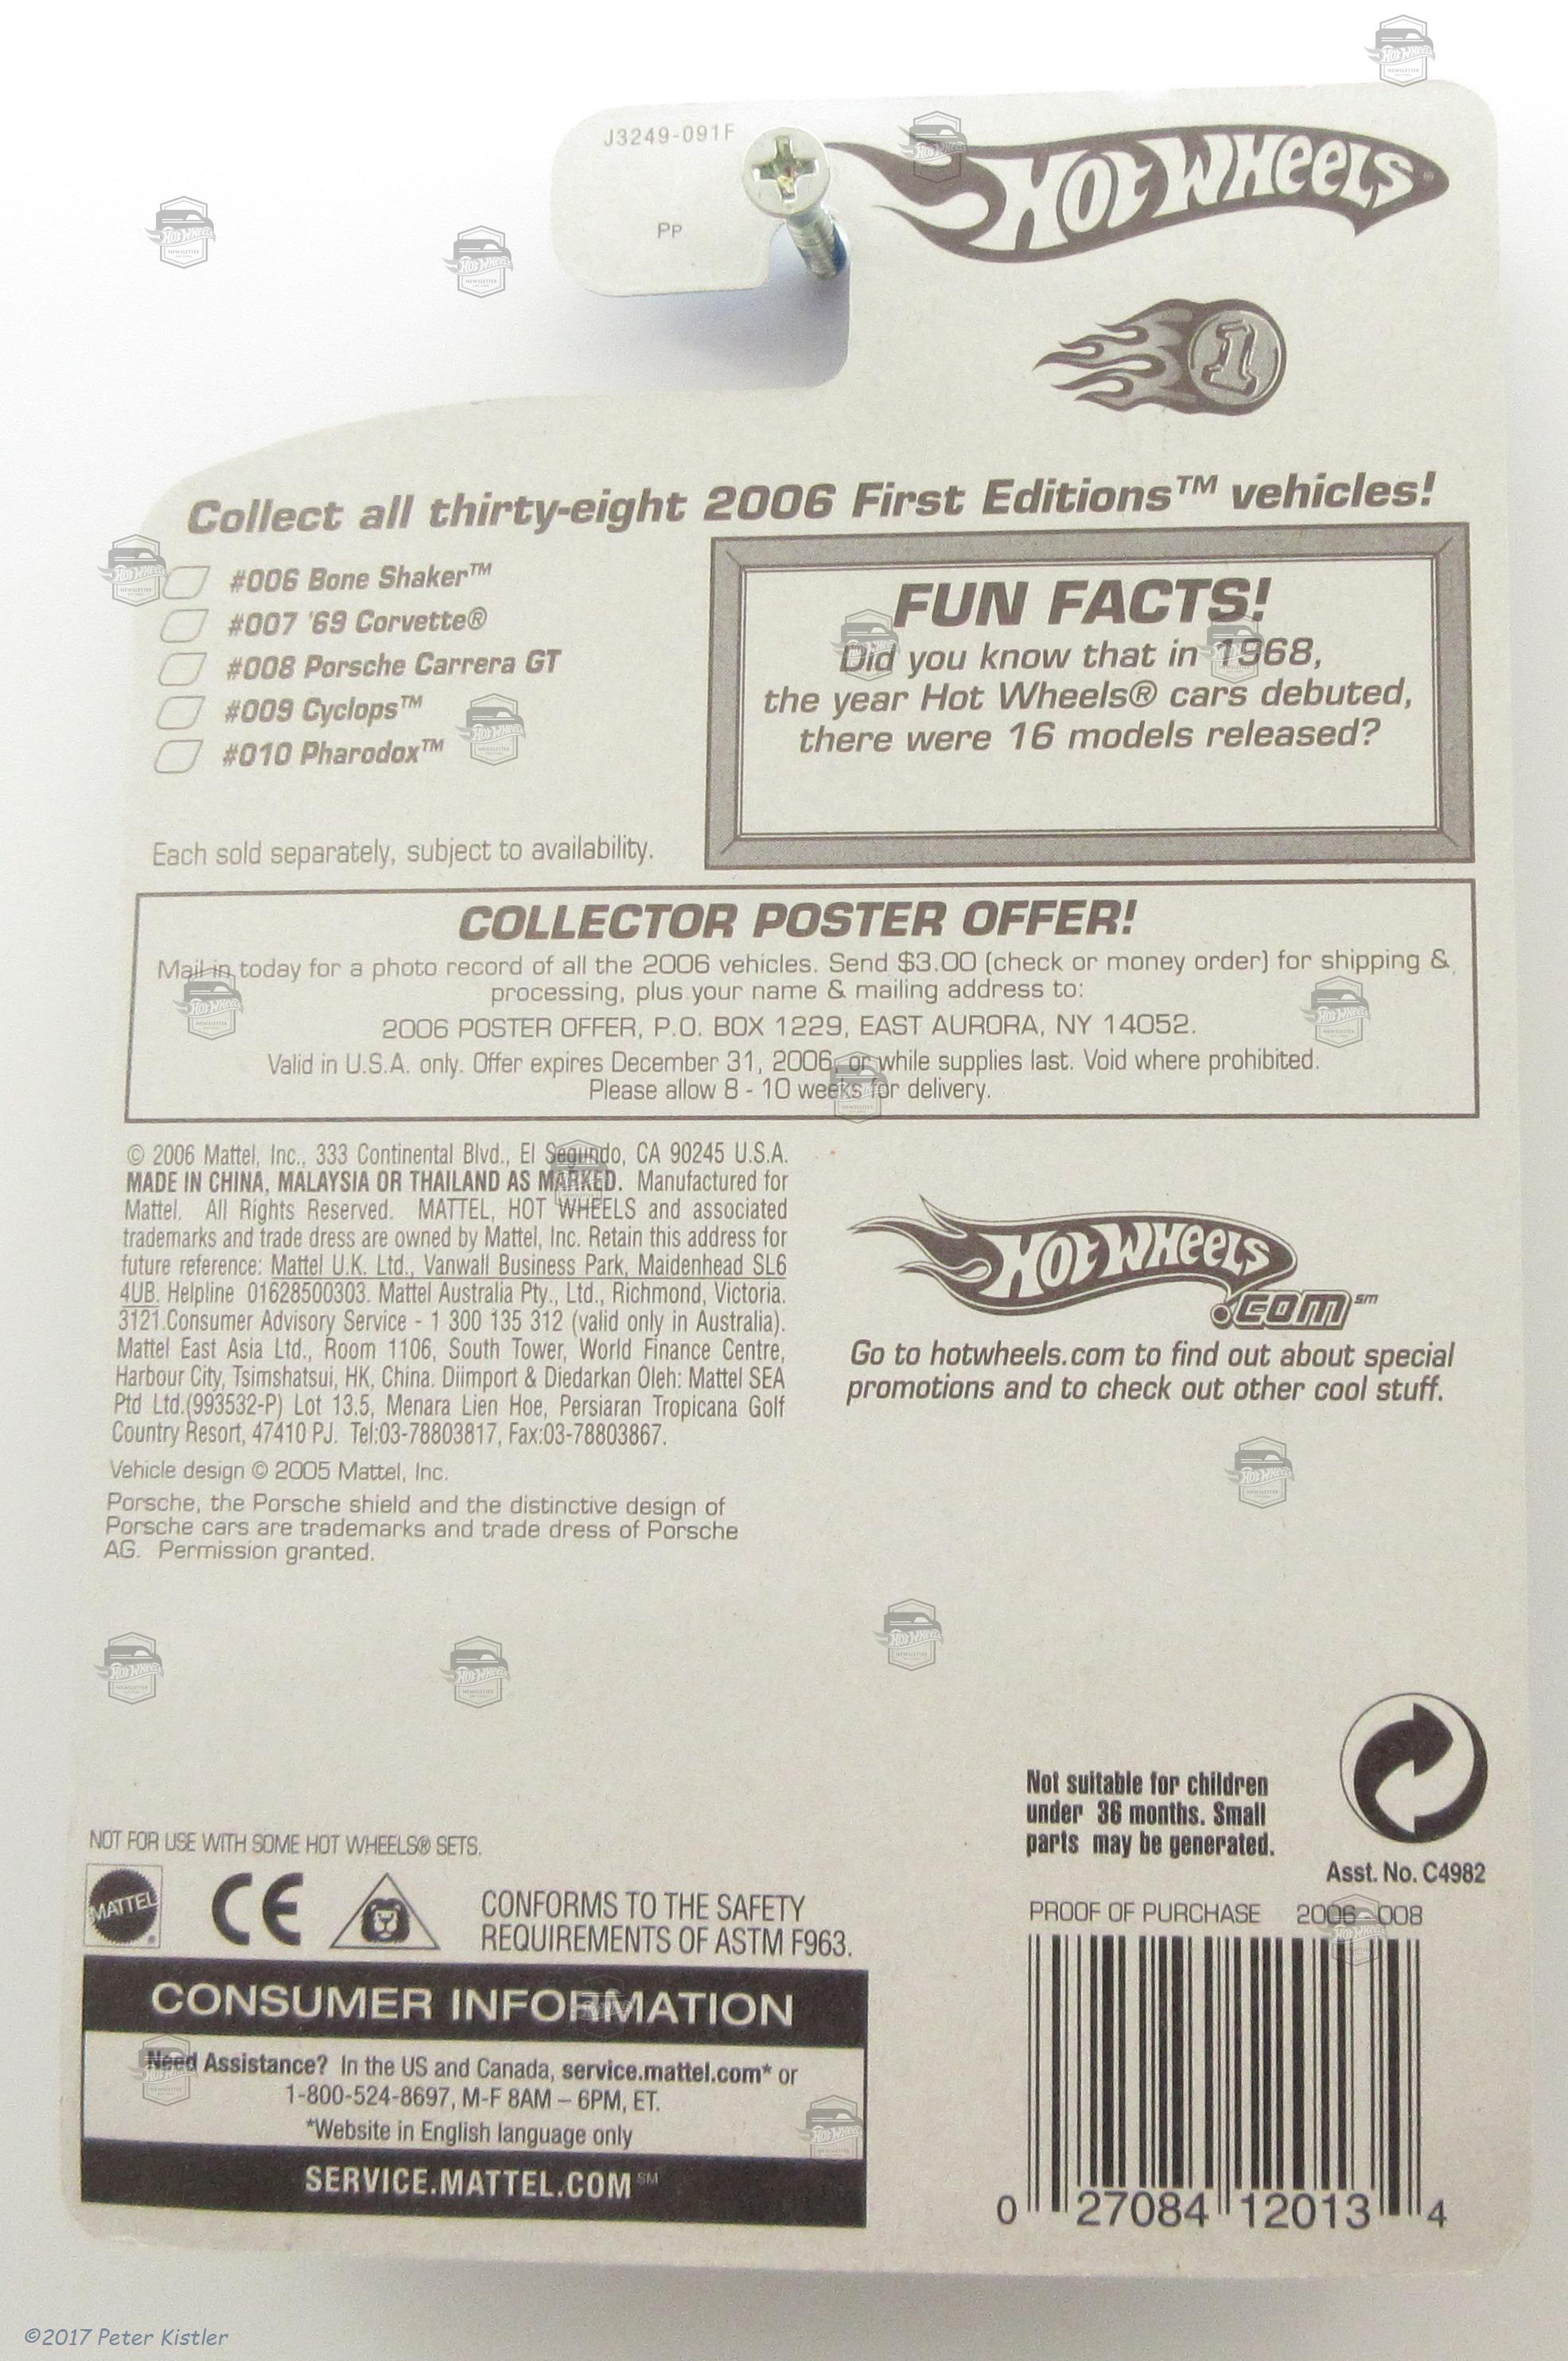 J3249-091F
PP
HOT WHEELS
1
Collect all thirty-eight 2006 First Editions™ vehicles!
#006 Bone Shaker™
#007 '69 Corvette®
#008 Porsche Carrera GT
#009 Cyclops™
#010 Pharodox™
Each sold separately, subject to availability.
FUN FACTS!
Did you know that in 1968,
the year Hot Wheels® cars debuted,
there were 16 models released?
COLLECTOR POSTER OFFER!
Mail in today for a photo record of all the 2006 vehicles. Send $3.00 (check or money order) for shipping &
processing, plus your name & mailing address to:
2006 POSTER OFFER, P.O. BOX 1229, EAST AURORA, NY 14052.
Valid in U.S.A. only. Offer expires December 31, 2006, or while supplies last. Void where prohibited.
Please allow 8 - 10 weeks for delivery.
© 2006 Mattel, Inc., 333 Continental Blvd., El Segundo, CA 90245 U.S.A.
MADE IN CHINA, MALAYSIA OR THAILAND AS MARKED. Manufactured for
Mattel. All Rights Reserved. MATTEL, HOT WHEELS and associated
trademarks and trade dress are owned by Mattel, Inc. Retain this address for
future reference: Mattel U.K. Ltd., Vanwall Business Park, Maidenhead SL6
4UB. Helpline 01628500303. Mattel Australia Pty., Ltd., Richmond, Victoria.
3121.Consumer Advisory Service - 1 300 135 312 (valid only in Australia).
Mattel East Asia Ltd., Room 1106, South Tower, World Finance Centre,
Harbour City, Tsimshatsui, HK, China. Diimport & Diedarkan Oleh: Mattel SEA
Ptd Ltd.(993532-P) Lot 13.5, Menara Lien Hoe, Persiaran Tropicana Golf
Country Resort, 47410 PJ. Tel:03-78803817, Fax:03-78803867.
Vehicle design © 2005 Mattel, Inc.
Porsche, the Porsche shield and the distinctive design of
Porsche cars are trademarks and trade dress of Porsche
AG. Permission granted.
HOT WHEELS
.COM℠
Go to hotwheels.com to find out about special
promotions and to check out other cool stuff.
Not suitable for children
under 36 months. Small
parts may be generated.
Asst. No. C4982
PROOF OF PURCHASE 2006 008
0 27084 12013 4
NOT FOR USE WITH SOME HOT WHEELS® SETS.
MATTEL ®
CE
CONFORMS TO THE SAFETY
REQUIREMENTS OF ASTM F963.
CONSUMER INFORMATION
Need Assistance? In the US and Canada, service.mattel.com* or
1-800-524-8697, M-F 8AM – 6PM, ET.
*Website in English language only
SERVICE.MATTEL.COM℠
©2017 Peter Kistler